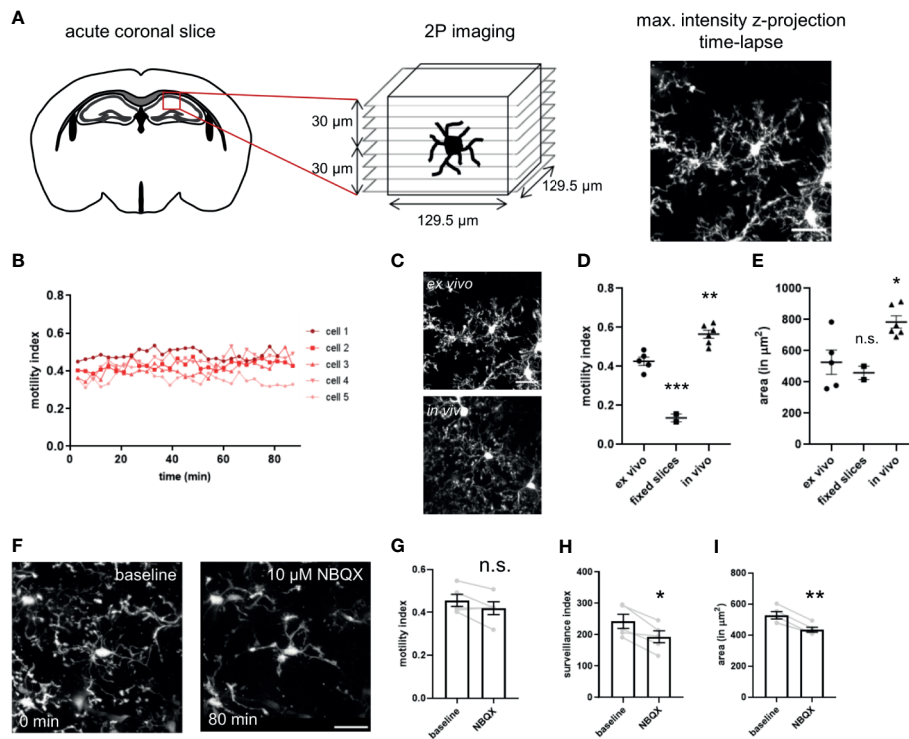 A
acute coronal slice
2P imaging
max. intensity z-projection
time-lapse
30 µm
30 µm
129.5 µm
129.5 µm
B
motility index
0.8
0.6
0.4
0.2
0.0
0
20
40
60
80
100
time (min)
cell 1
cell 2
cell 3
cell 4
cell 5
C
ex vivo
in vivo
D
motility index
0.8
0.6
0.4
0.2
0.0
***
**
ex vivo
fixed slices
in vivo
E
area (in µm²)
1000
800
600
400
200
0
n.s.
*
ex vivo
fixed slices
in vivo
F
baseline
0 min
10 µM NBQX
80 min
G
motility index
0.6
0.4
0.2
0.0
n.s.
baseline
NBQX
H
surveillance index
400
300
200
100
0
*
baseline
NBQX
I
area (in µm²)
800
600
400
200
0
**
baseline
NBQX